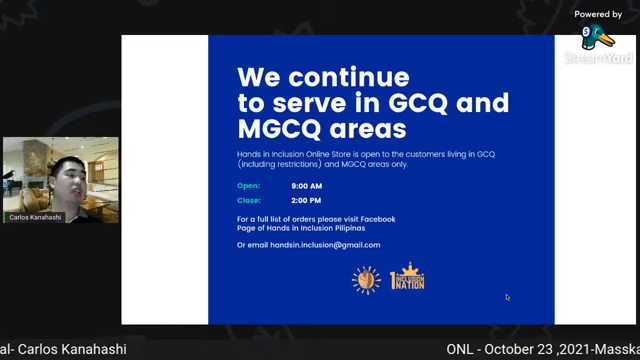 Powered by
StreamYard
We continue
to serve in GCQ and
MGCQ areas
Hands in Inclusion Online Store is open to the customers living in GCQ
(including restrictions) and MGCQ areas only.
Open: 9:00 AM
Close: 2:00 PM
For a full list of orders please visit Facebook
Page of Hands in Inclusion Pilipinas
Or email handsin.inclusion@gmail.com
1 INCLUSION
NATION
Carlos Kanahashi
al- Carlos Kanahashi ONL - October 23 ,2021-Masska